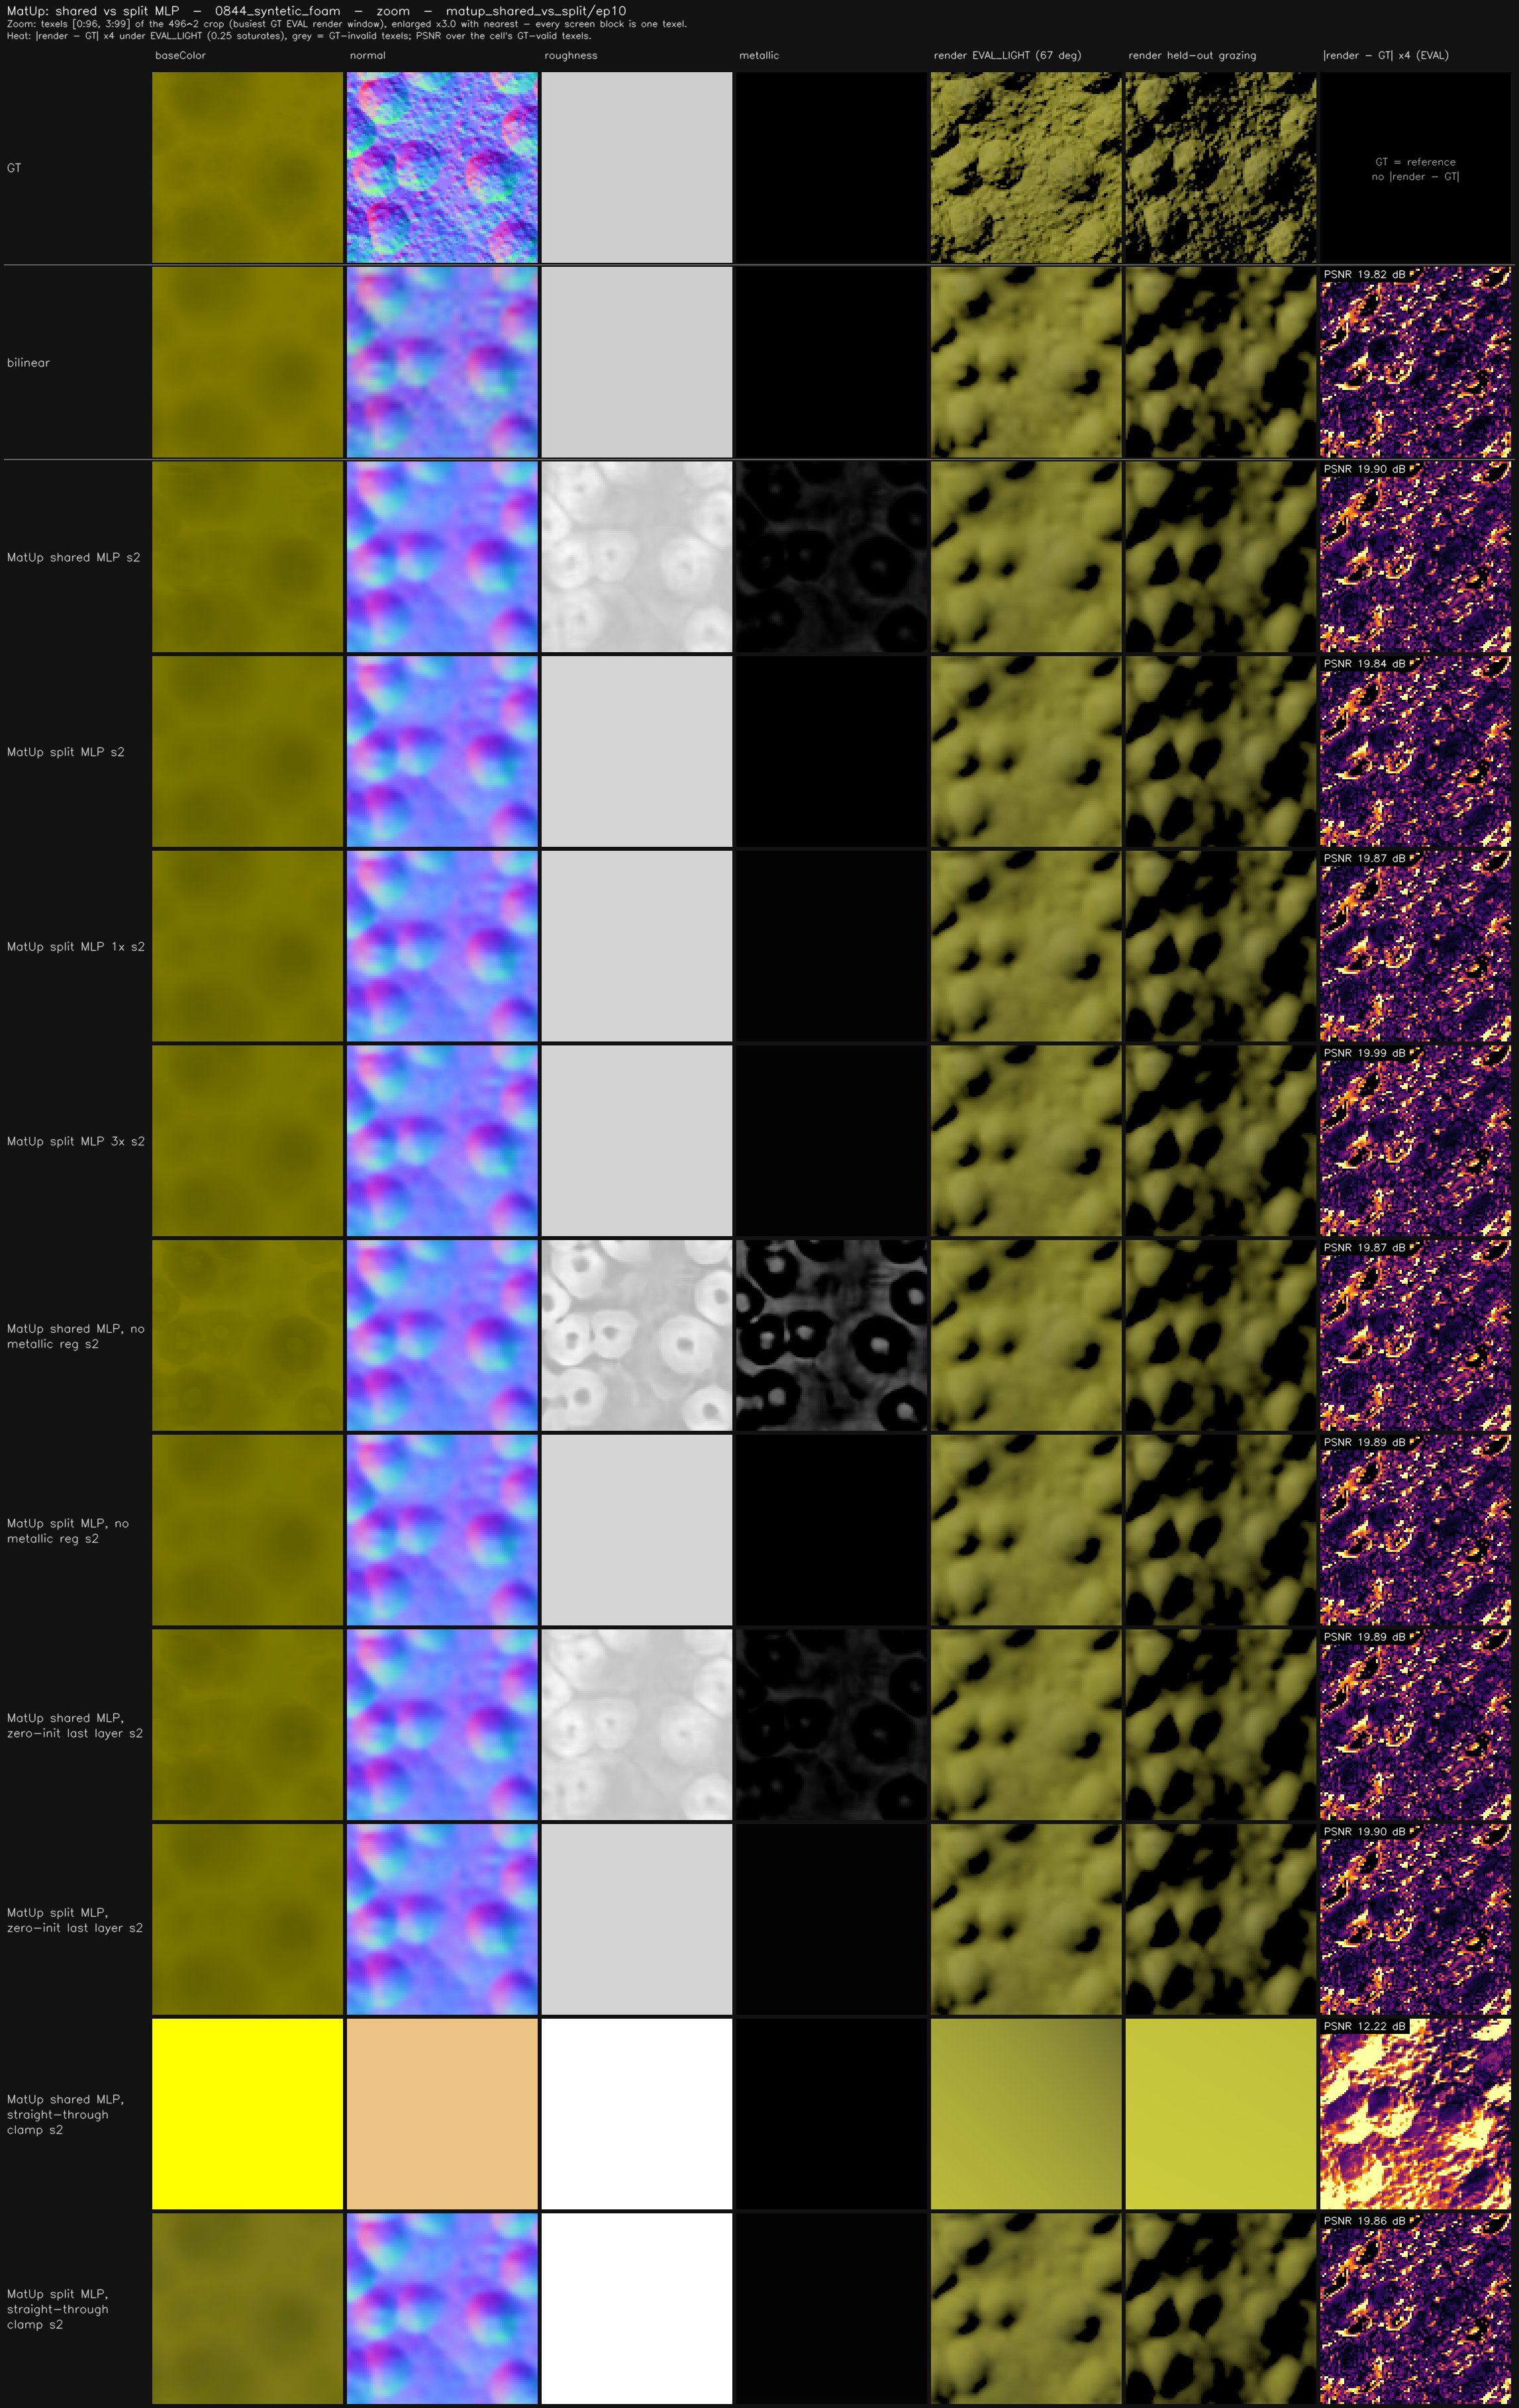 MatUp: shared vs split MLP — 0844_syntetic_foam — zoom — matup_shared_vs_split/ep10
Zoom: texels [0:96, 3:99] of the 496~2 crop (busiest GT EVAL render window), enlarged x3.0 with nearest — every screen block is one texel.
Heat: |render — GT| x4 under EVAL_LIGHT (0.25 saturates), grey = GT-invalid texels; PSNR over the cell's GT-valid texels.
baseColor normal roughness metallic render EVAL_LIGHT (67 deg) render held-out grazing |render — GT| x4 (EVAL)
GT
GT = reference
no |render — GT|
bilinear
PSNR 19.82 dB
MatUp shared MLP s2
PSNR 19.90 dB
MatUp split MLP s2
PSNR 19.84 dB
MatUp split MLP 1x s2
PSNR 19.87 dB
MatUp split MLP 3x s2
PSNR 19.99 dB
MatUp shared MLP, no
metallic reg s2
PSNR 19.87 dB
MatUp split MLP, no
metallic reg s2
PSNR 19.89 dB
MatUp shared MLP,
zero-init last layer s2
PSNR 19.89 dB
MatUp split MLP,
zero-init last layer s2
PSNR 19.90 dB
MatUp shared MLP,
straight-through
clamp s2
PSNR 12.22 dB
MatUp split MLP,
straight-through
clamp s2
PSNR 19.86 dB